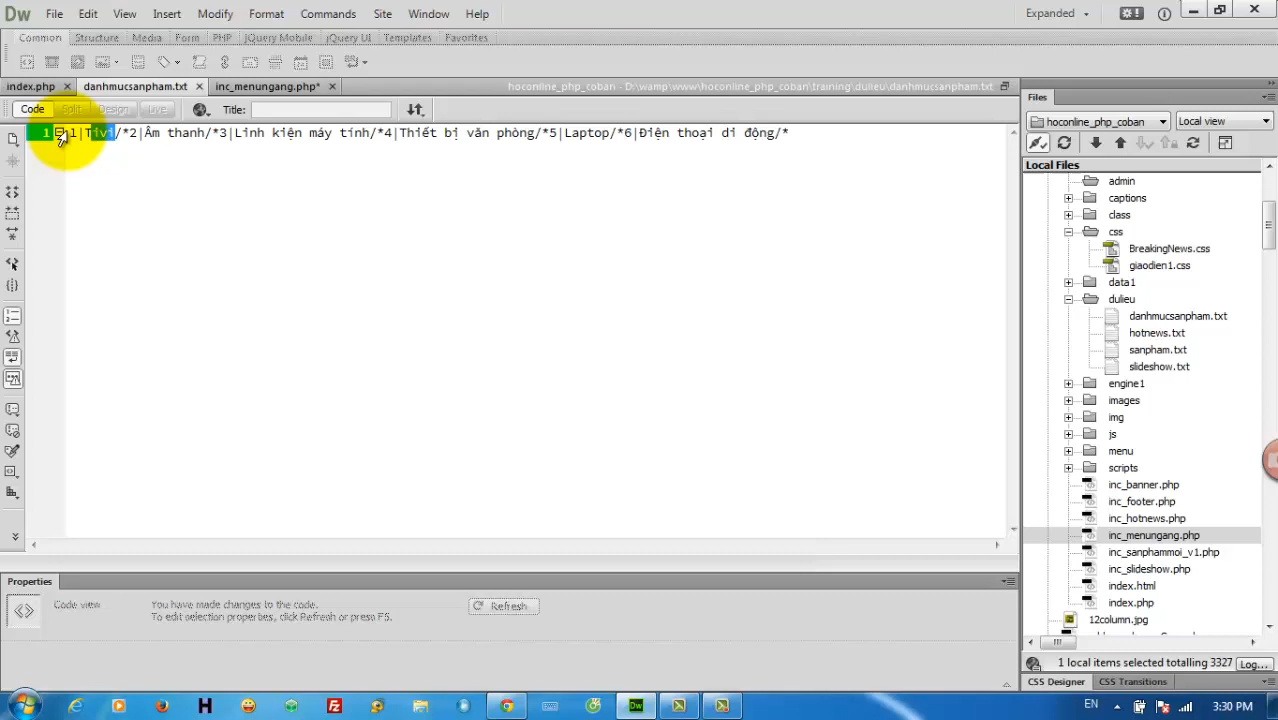 Dw File Edit View Insert Modify Format Commands Site Window Help Expanded
Common Structure Media Form PHP jQuery Mobile jQuery UI Templates Favorites
index.php danhmucsanpham.txt inc_menungang.php* hoconline_php_coban - D:\wamp\www\hoconline_php_coban\training\dulieu\danhmucsanpham.txt
Files
Code Split Design Live Title:
hoconline_php_coban Local view
1 1|Tivi/*2|Âm thanh/*3|Linh kiện máy tính/*4|Thiết bị văn phòng/*5|Laptop/*6|Điện thoại di động/*
Local Files
admin
captions
class
css
BreakingNews.css
giaodien1.css
data1
dulieu
danhmucsanpham.txt
hotnews.txt
sanpham.txt
slideshow.txt
engine1
images
img
js
menu
scripts
inc_banner.php
inc_footer.php
inc_hotnews.php
inc_menungang.php
inc_sanphammoi_v1.php
inc_slideshow.php
index.html
index.php
12column.jpg
Properties
Code view You have made changes to the code. Refresh
To edit selection properties, click Refresh or press F5.
1 local items selected totalling 3327 Log...
CSS Designer CSS Transitions
EN 3:30 PM